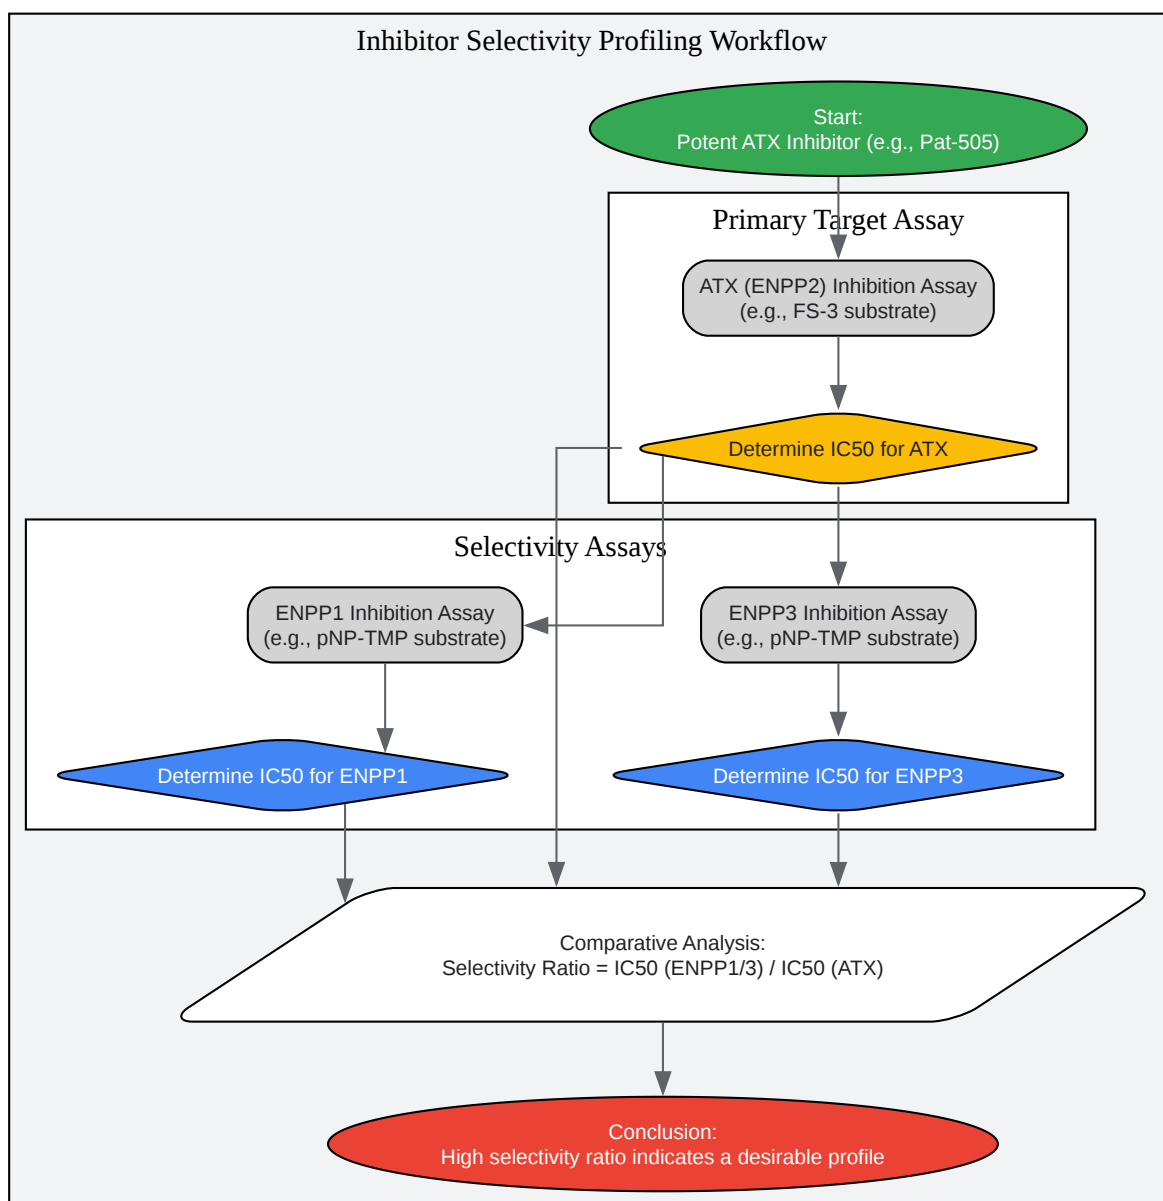 Inhibitor Selectivity Profiling Workflow
Start:
Potent ATX Inhibitor (e.g., Pat-505)
Primary Target Assay
ATX (ENPP2) Inhibition Assay
(e.g., FS-3 substrate)
Determine IC50 for ATX
Selectivity Assays
ENPP1 Inhibition Assay
(e.g., pNP-TMP substrate)
ENPP3 Inhibition Assay
(e.g., pNP-TMP substrate)
Determine IC50 for ENPP1
Determine IC50 for ENPP3
Comparative Analysis:
Selectivity Ratio = IC50 (ENPP1/3) / IC50 (ATX)
Conclusion:
High selectivity ratio indicates a desirable profile